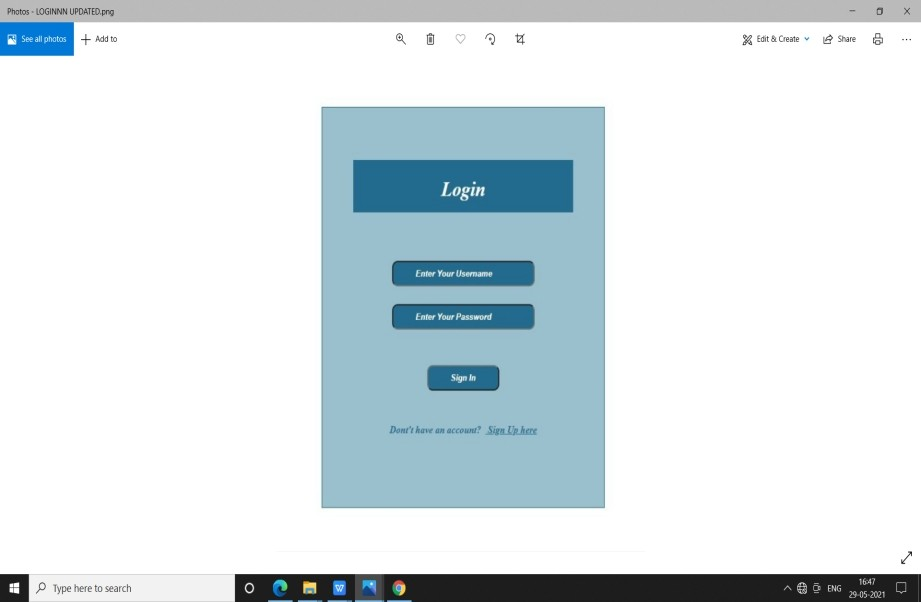 Photos - LOGINNN UPDATED.png
See all photos
Add to
Edit & Create
Share
Login
Enter Your Username
Enter Your Password
Sign In
Dont't have an account? Sign Up here
Type here to search
ENG
16:47
29-05-2021